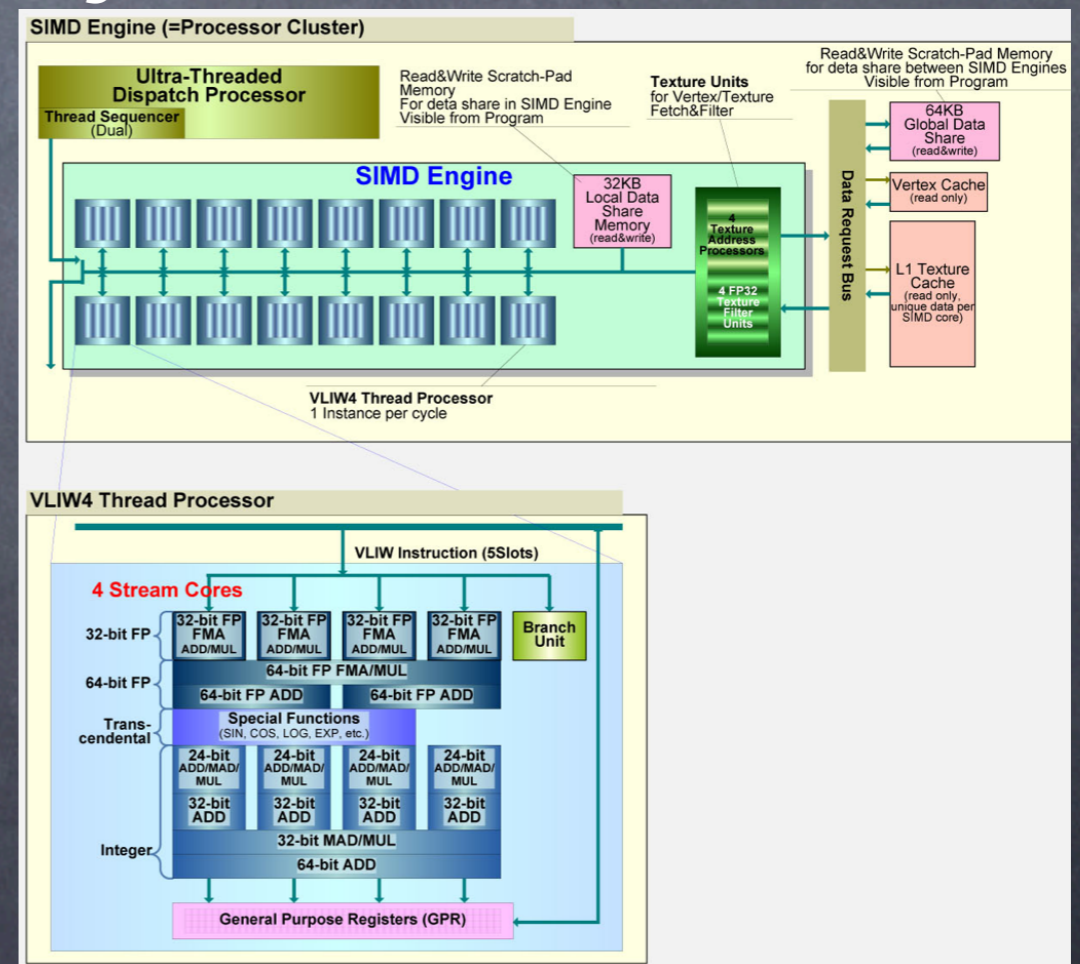 SIMD Engine (=Processor Cluster)
Ultra-Threaded
Dispatch Processor
Thread Sequencer
(Dual)
Read&Write Scratch-Pad
Memory
For deta share in SIMD Engine
Visible from Program
Texture Units
for Vertex/Texture
Fetch&Filter
Read&Write Scratch-Pad Memory
for deta share between SIMD Engines
Visible from Program
64KB
Global Data
Share
(read&write)
SIMD Engine
32KB
Local Data
Share
Memory
(read&write)
4
Texture
Address
Processors
4 FP32
Texture
Filter
Units
Data Request Bus
Vertex Cache
(read only)
L1 Texture
Cache
(read only,
unique data per
SIMD core)
VLIW4 Thread Processor
1 Instance per cycle
VLIW4 Thread Processor
VLIW Instruction (5Slots)
4 Stream Cores
32-bit FP
32-bit FP
FMA
ADD/MUL
32-bit FP
FMA
ADD/MUL
32-bit FP
FMA
ADD/MUL
32-bit FP
FMA
ADD/MUL
Branch
Unit
64-bit FP
64-bit FP FMA/MUL
64-bit FP ADD
64-bit FP ADD
Trans-
cendental
Special Functions
(SIN, COS, LOG, EXP, etc.)
Integer
24-bit
ADD/MAD/
MUL
24-bit
ADD/MAD/
MUL
24-bit
ADD/MAD/
MUL
24-bit
ADD/MAD/
MUL
32-bit
ADD
32-bit
ADD
32-bit
ADD
32-bit
ADD
32-bit MAD/MUL
64-bit ADD
General Purpose Registers (GPR)